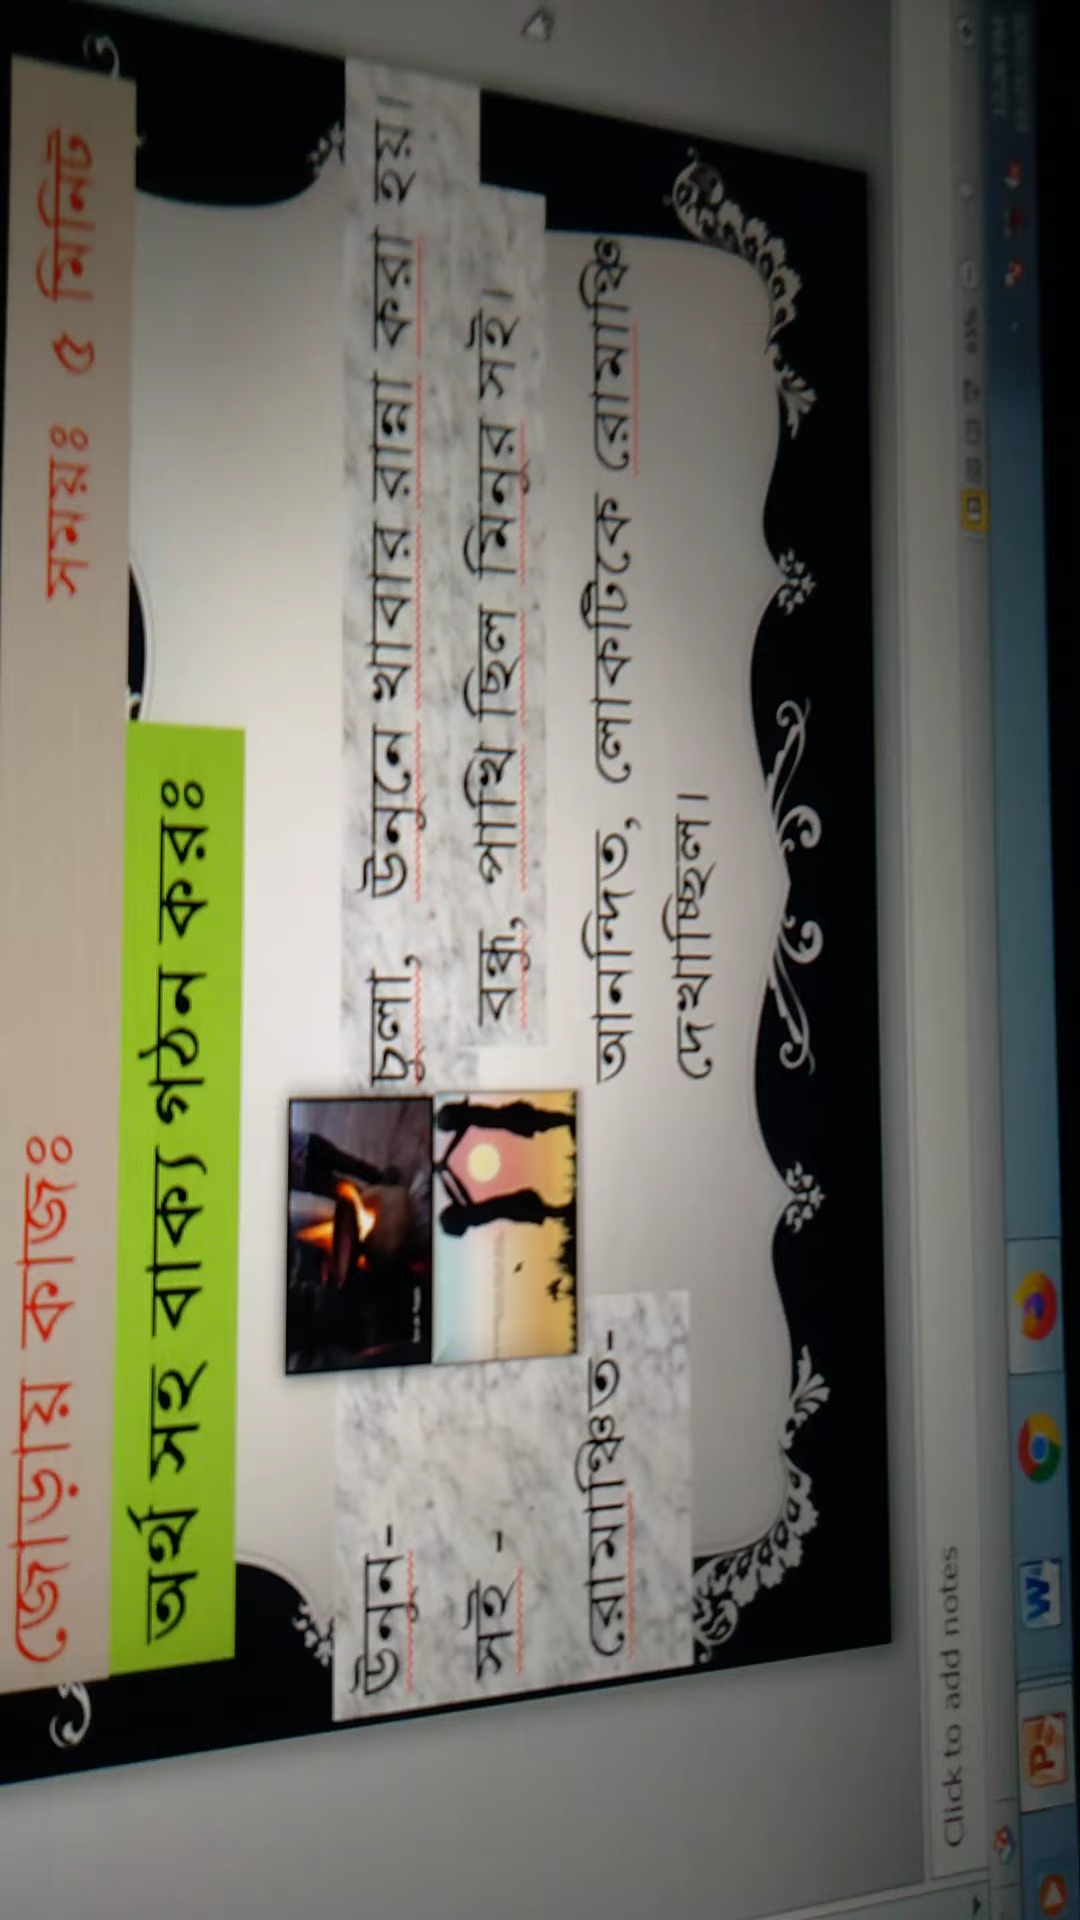 জোড়ায় কাজঃ সময়ঃ ৫ মিনিট
অর্থ সহ বাক্য গঠন করঃ
উনুন- চুলা, উনুনে খাবার রান্না করা হয়।
সই - বন্ধু, পাখি ছিল মিনুর সই।
রোমাঞ্চিত- আনন্দিত, লোকটিকে রোমাঞ্চি
দেখাচ্ছিল।
Click to add notes
63%